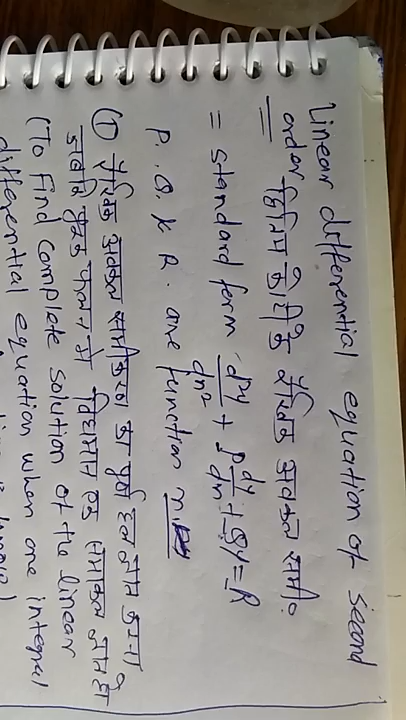 Linear differential equation of second
order द्वितीय कोटि के रैखिक अवकल समी०
= standard form d²y/dn² + P dy/dn + Qy = R
P, Q, & R. are function
① रैखिक अवकल समीकरण का पूर्ण हल ज्ञात करना,
जबकि पूरक फलन में विद्यमान एक समाकल ज्ञात है
(To find complete solution of the linear
differential equation when one integral